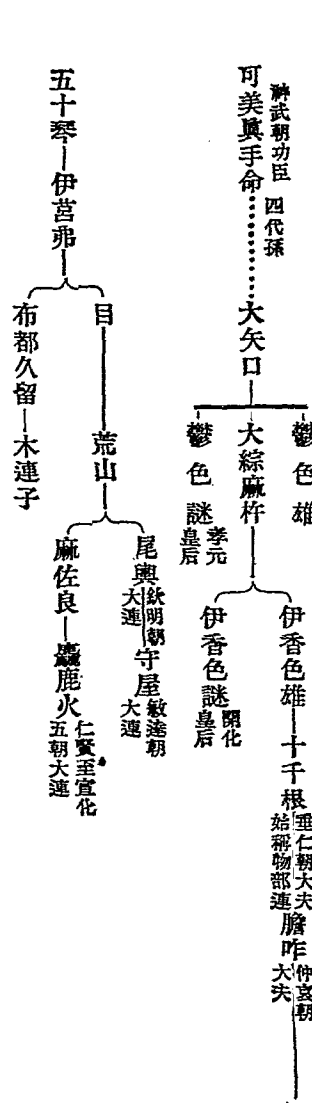 可美眞手命
神武朝功臣
四代孫
大矢口
鬱色雄
大綜麻杵
鬱色謎
孝元
皇后
伊香色雄
十千根
垂仁朝大夫
始稱物部連
膽咋
仲哀朝
大夫
伊香色謎
開化
皇后
五十琴
伊莒弗
目
荒山
尾輿
欽明朝
大連
守屋
敏達朝
大連
麻佐良
麤鹿火
仁賢至宣化
五朝大連
布都久留
木連子